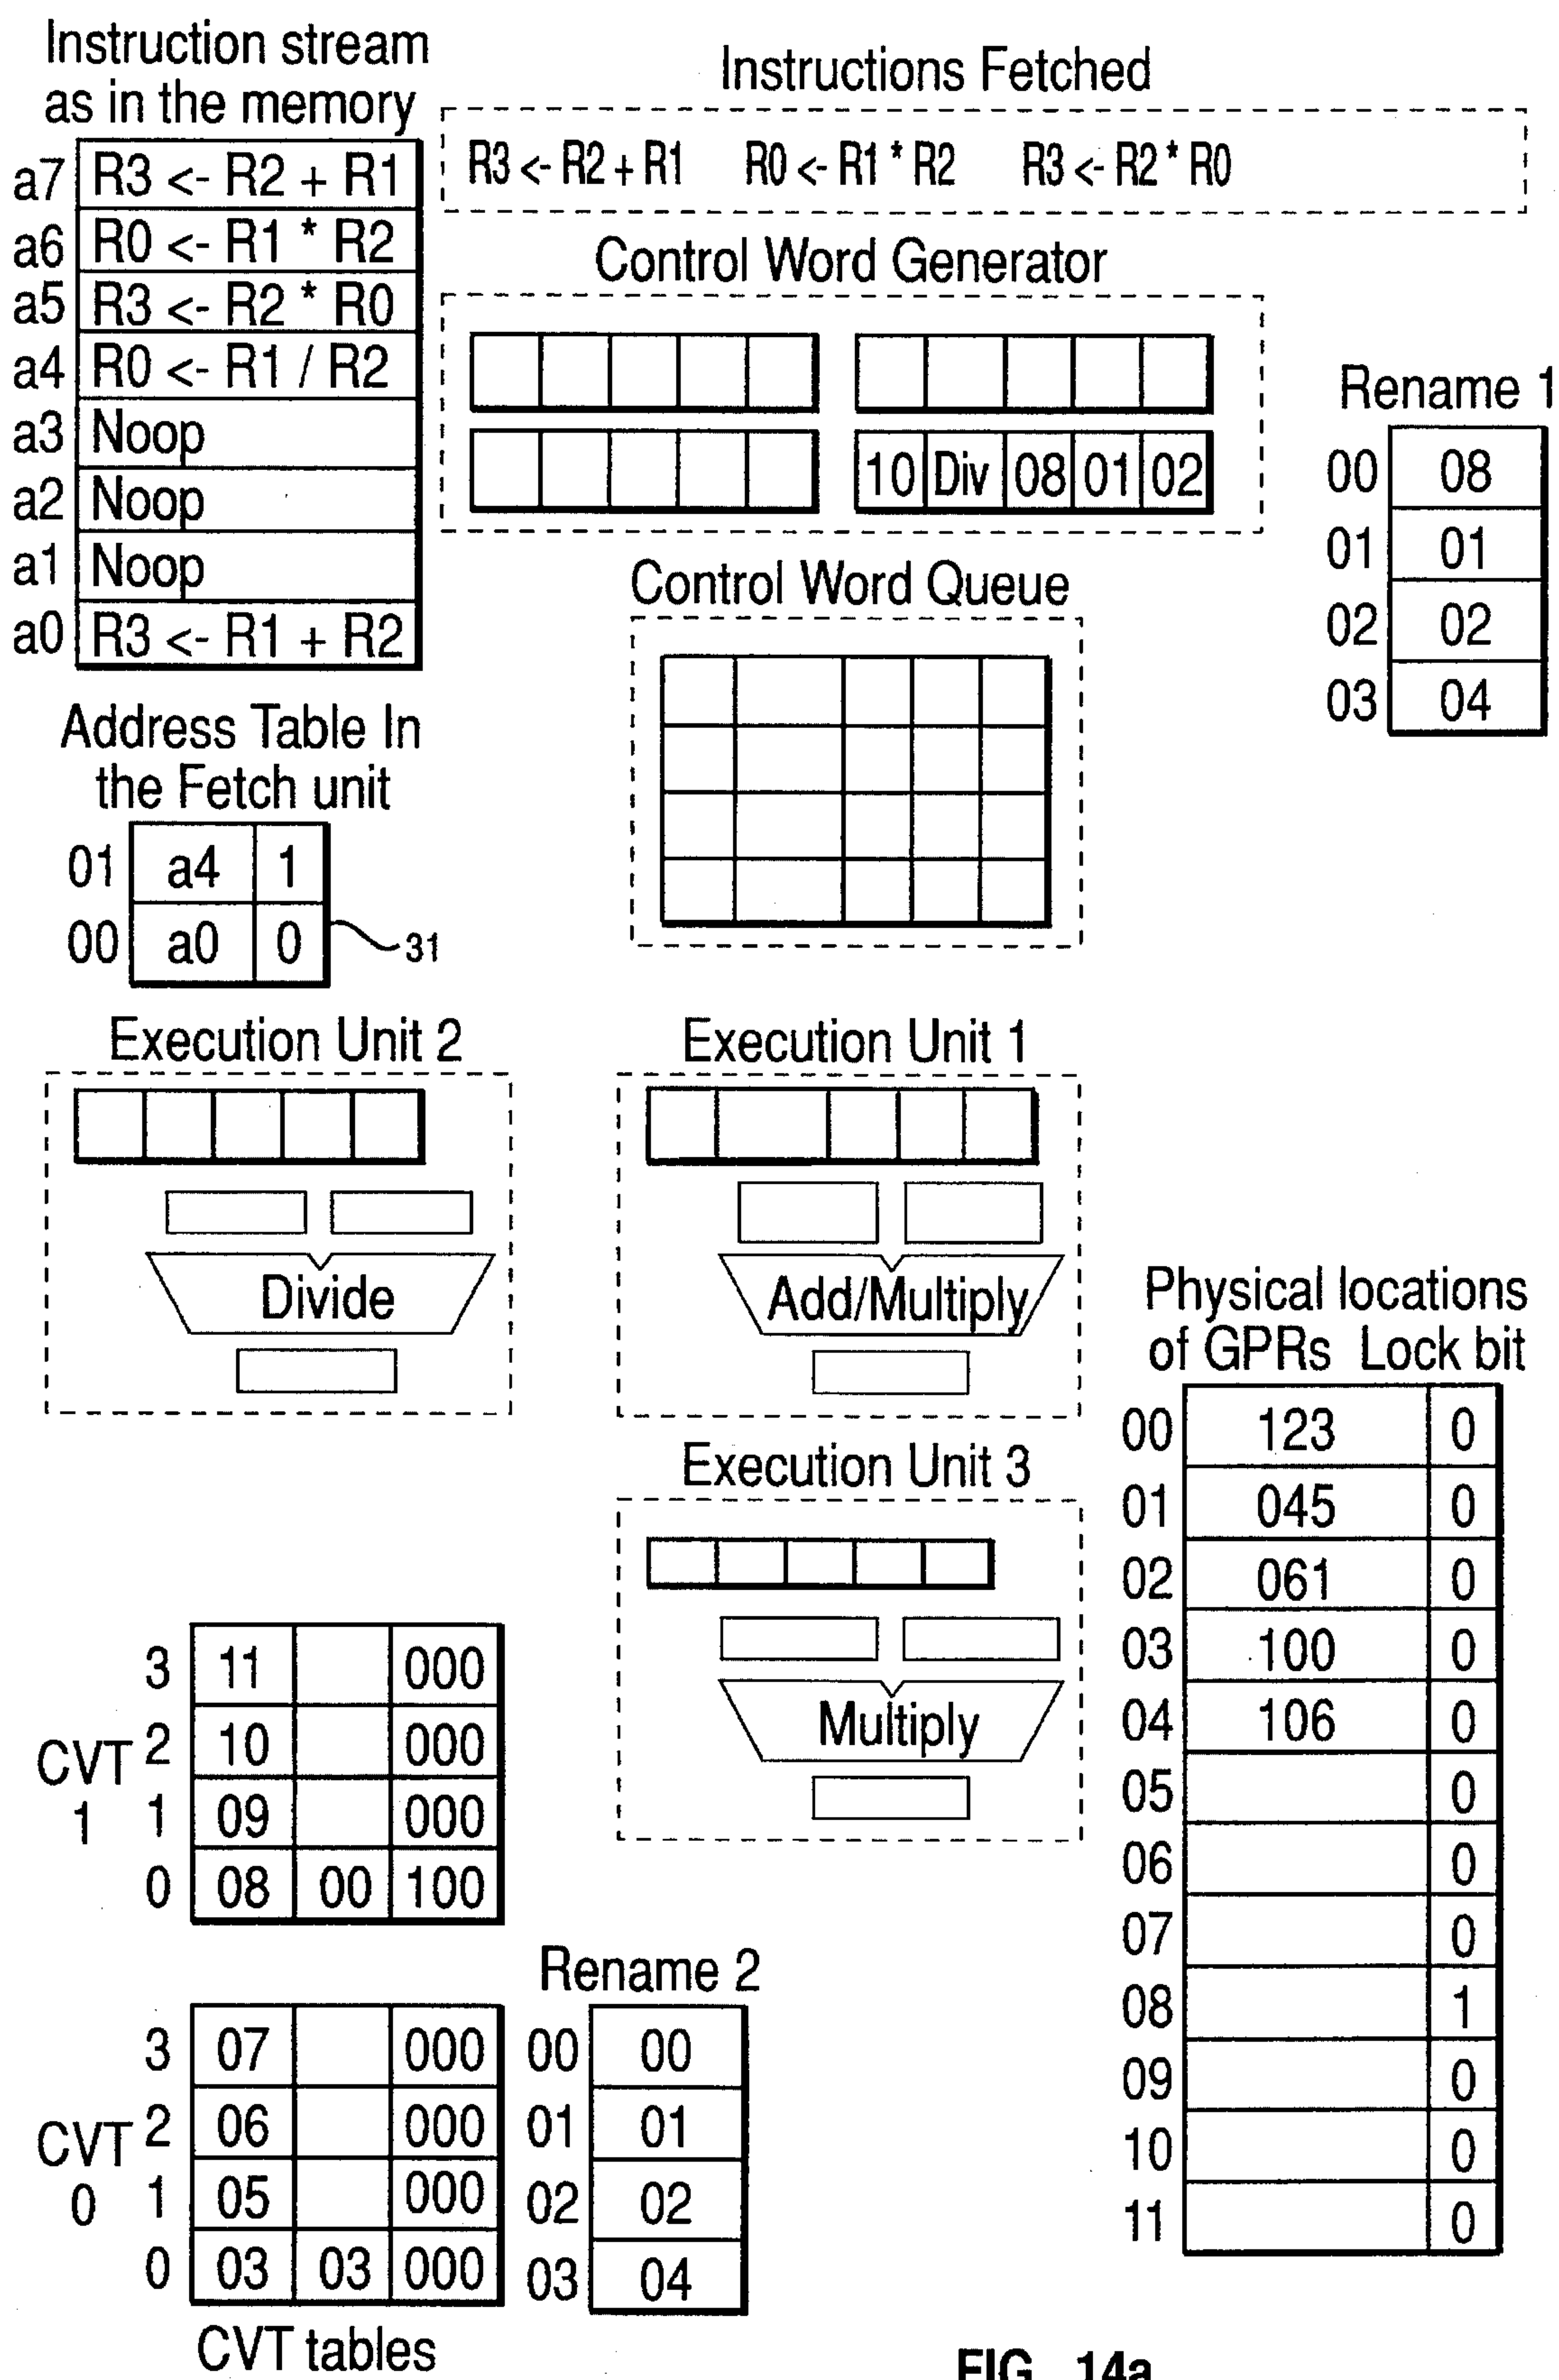 Instruction stream
as in the memory
a7 R3 <- R2 + R1
a6 R0 <- R1 * R2
a5 R3 <- R2 * R0
a4 R0 <- R1 / R2
a3 Noop
a2 Noop
a1 Noop
a0 R3 <- R1 + R2
Instructions Fetched
R3 <- R2 + R1 R0 <- R1 * R2 R3 <- R2 * R0
Control Word Generator
10 Div 08 01 02
Rename 1
00 08
01 01
02 02
03 04
Control Word Queue
Address Table In
the Fetch unit
01 a4 1
00 a0 0
31
Execution Unit 2
Divide
Execution Unit 1
Add/Multiply
Execution Unit 3
Multiply
Physical locations
of GPRs Lock bit
00 123 0
01 045 0
02 061 0
03 100 0
04 106 0
05 0
06 0
07 0
08 1
09 0
10 0
11 0
CVT
1
3 11 000
2 10 000
1 09 000
0 08 00 100
CVT
0
3 07 000
2 06 000
1 05 000
0 03 03 000
CVT tables
Rename 2
00 00
01 01
02 02
03 04
FIG. 14a